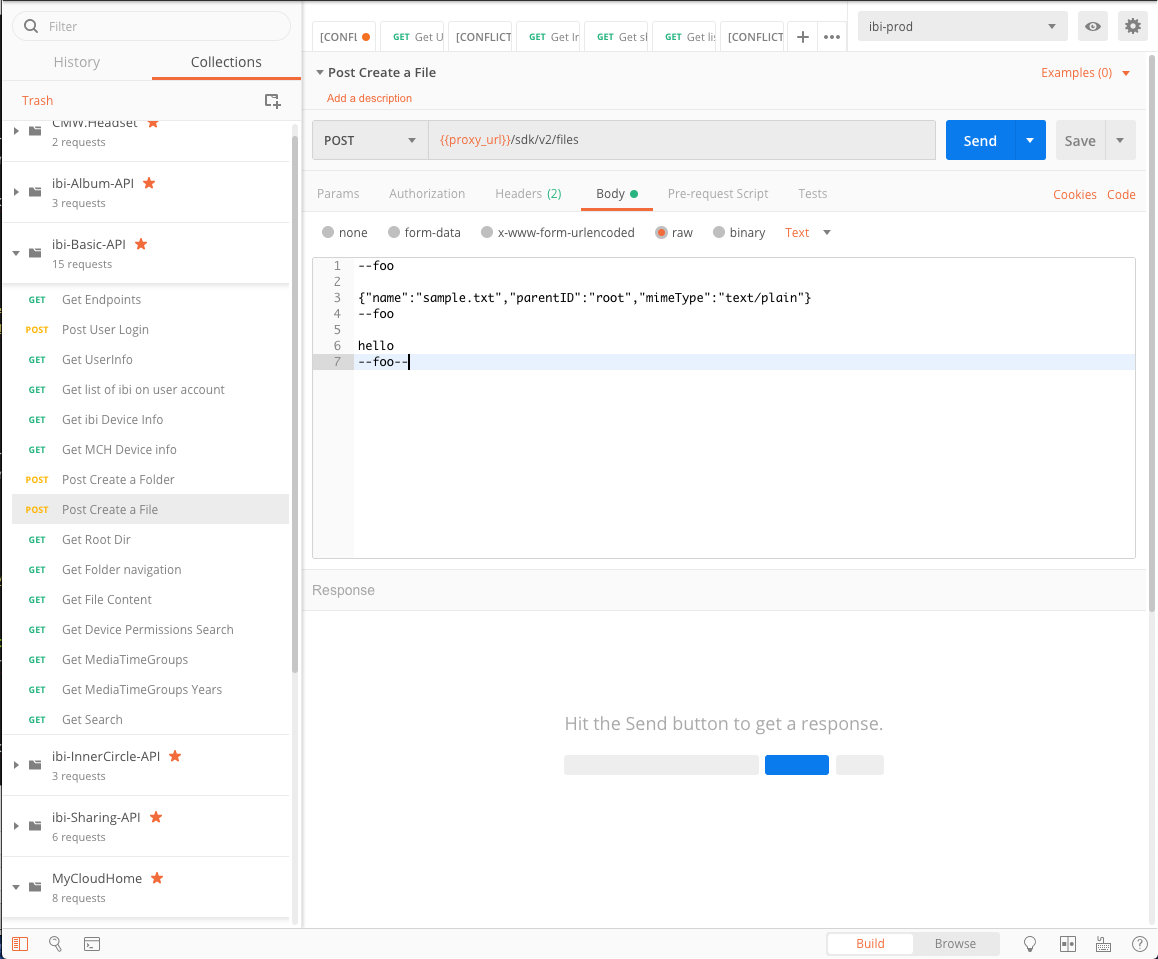 Filter
History
Collections
Trash
CMW.Headset
2 requests
ibi-Album-API
3 requests
ibi-Basic-API
15 requests
GET Get Endpoints
POST Post User Login
GET Get UserInfo
GET Get list of ibi on user account
GET Get ibi Device Info
GET Get MCH Device info
POST Post Create a Folder
POST Post Create a File
GET Get Root Dir
GET Get Folder navigation
GET Get File Content
GET Get Device Permissions Search
GET Get MediaTimeGroups
GET Get MediaTimeGroups Years
GET Get Search
ibi-InnerCircle-API
3 requests
ibi-Sharing-API
6 requests
MyCloudHome
8 requests
[CONFL GET Get U [CONFLICT GET Get In GET Get sh GET Get lis [CONFLICT + •••
ibi-prod
Post Create a File
Examples (0)
Add a description
POST {{proxy_url}}/sdk/v2/files Send Save
Params Authorization Headers (2) Body Pre-request Script Tests Cookies Code
none form-data x-www-form-urlencoded raw binary Text
1 --foo
2
3 {"name":"sample.txt","parentID":"root","mimeType":"text/plain"}
4 --foo
5
6 hello
7 --foo--
Response
Hit the Send button to get a response.
Build Browse
?